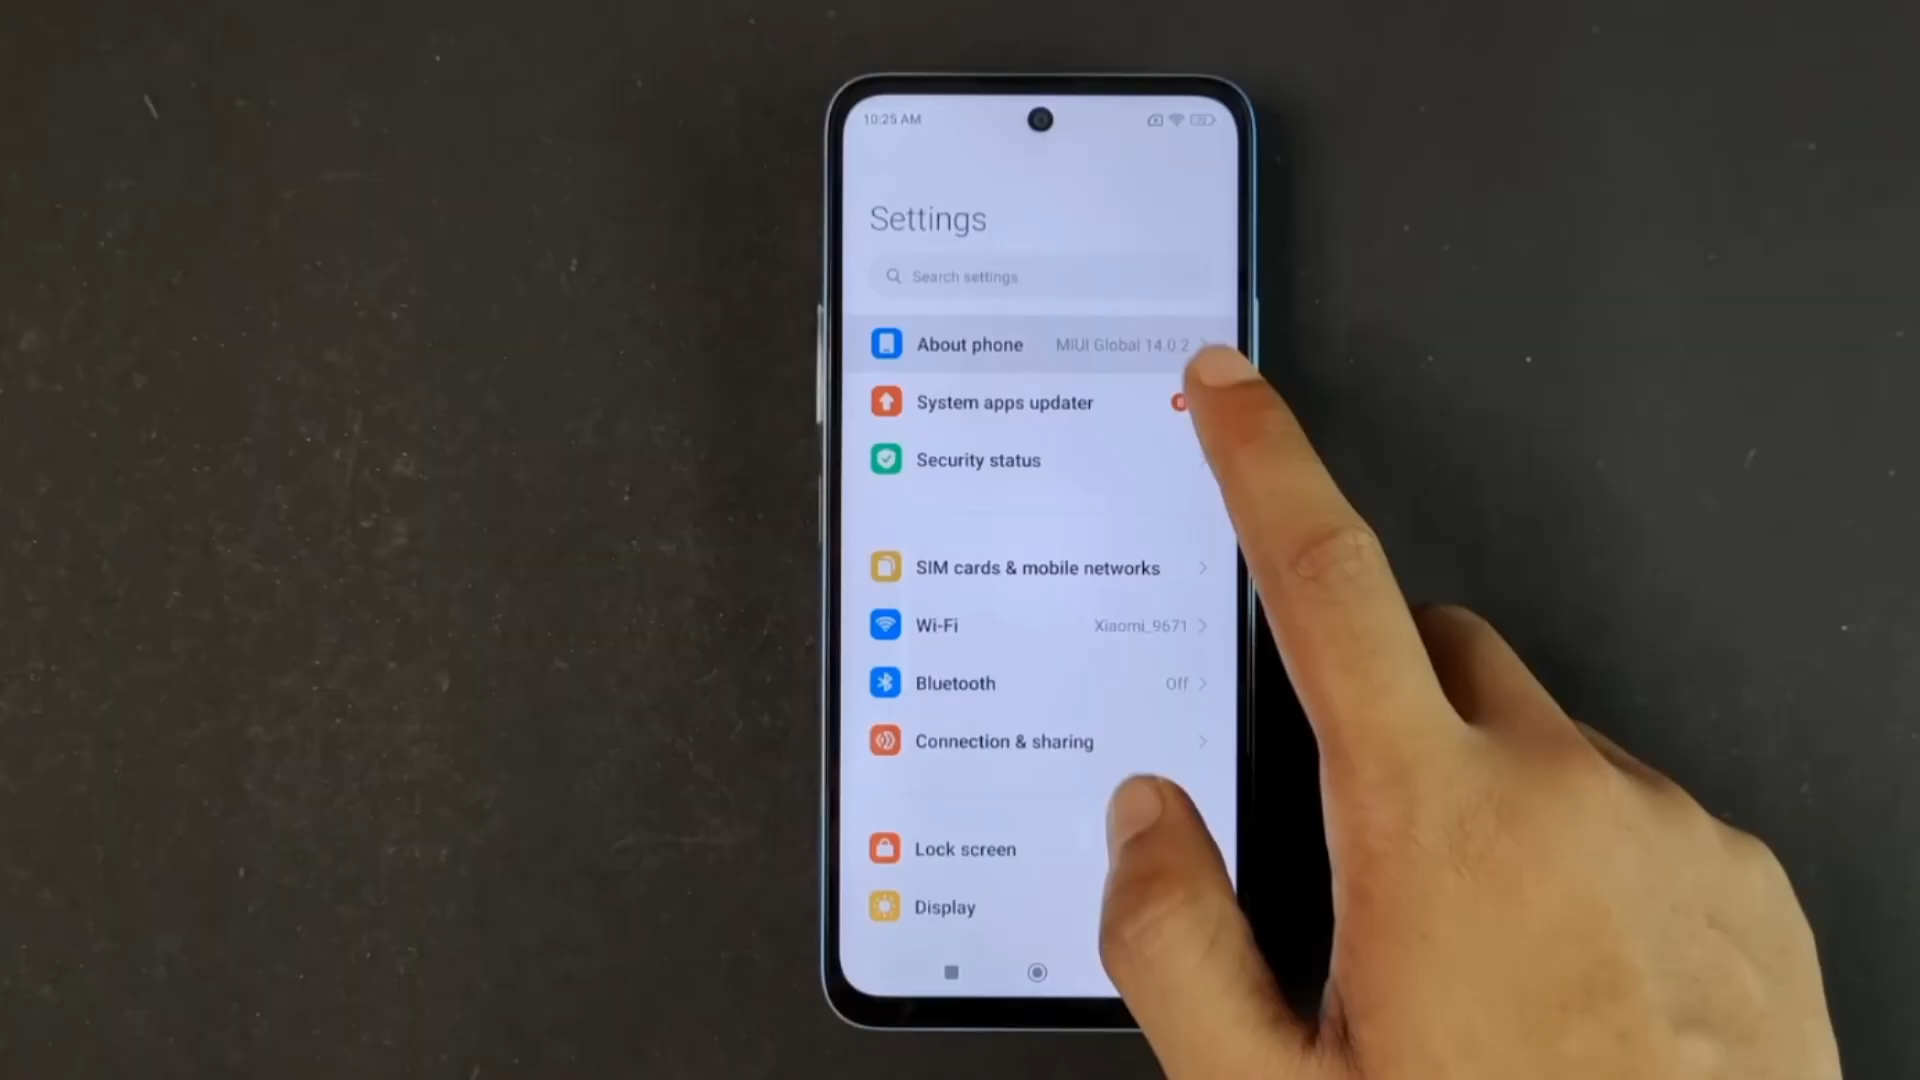 10:25 AM
Settings
Search settings
About phone MIUI Global 14.0 2
System apps updater
Security status
SIM cards & mobile networks
Wi-Fi Xiaomi_9671
Bluetooth Off
Connection & sharing
Lock screen
Display